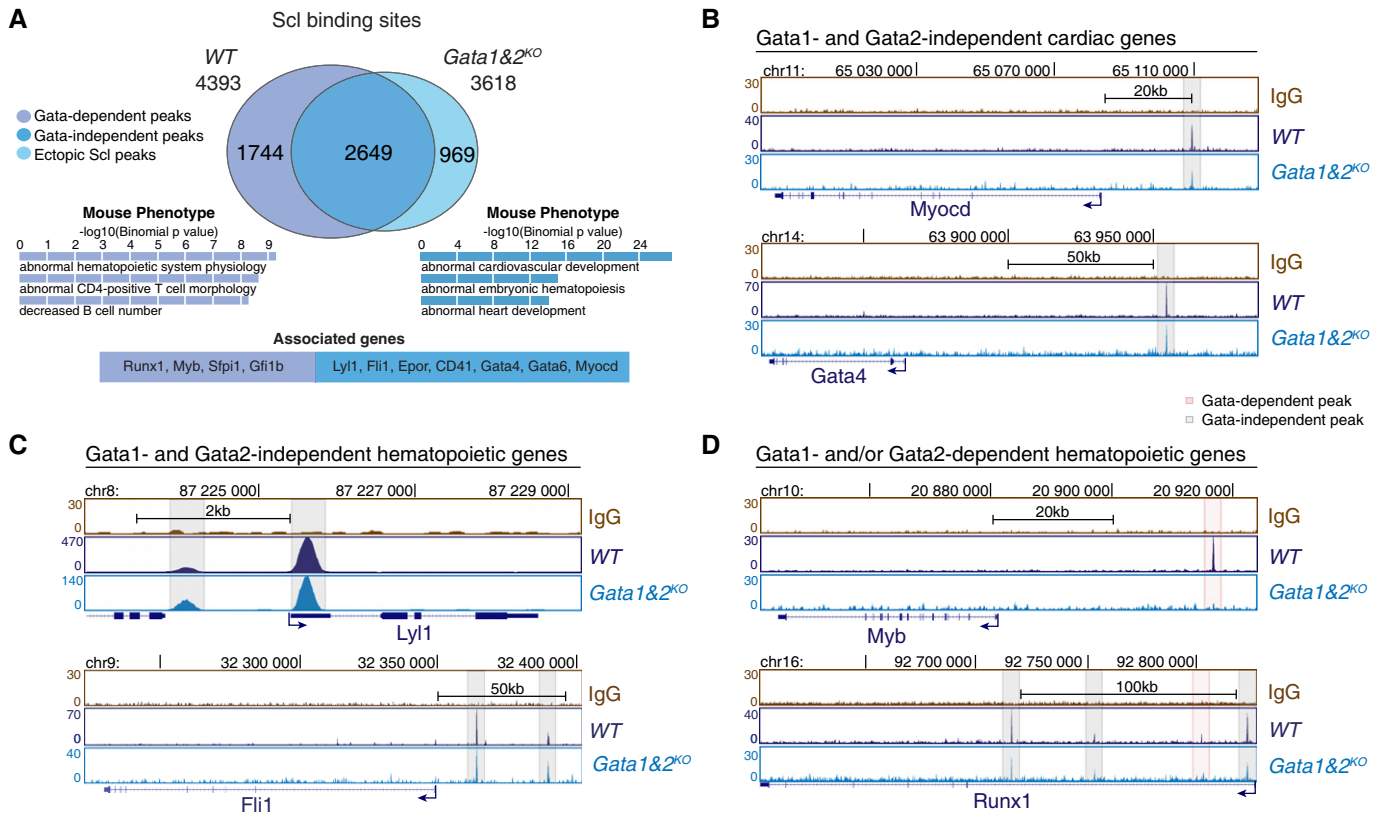 A
Scl binding sites
WT
4393
Gata1&2KO
3618
Gata-dependent peaks
Gata-independent peaks
Ectopic Scl peaks
1744
2649
969
Mouse Phenotype
-log10(Binomial p value)
0 1 2 3 4 5 6 7 8 9
abnormal hematopoietic system physiology
abnormal CD4-positive T cell morphology
decreased B cell number
Mouse Phenotype
-log10(Binomial p value)
0 4 8 12 14 16 20 24
abnormal cardiovascular development
abnormal embryonic hematopoiesis
abnormal heart development
Associated genes
Runx1, Myb, Sfpi1, Gfi1b
Lyl1, Fli1, Epor, CD41, Gata4, Gata6, Myocd
B
Gata1- and Gata2-independent cardiac genes
chr11: 65 030 000 65 070 000 65 110 000
30
0
20kb
IgG
40
0
WT
30
0
Gata1&2KO
Myocd
chr14: 63 900 000 63 950 000
30
0
50kb
IgG
70
0
WT
30
0
Gata1&2KO
Gata4
Gata-dependent peak
Gata-independent peak
C
Gata1- and Gata2-independent hematopoietic genes
chr8: 87 225 000 87 227 000 87 229 000
30
0
2kb
IgG
470
0
WT
140
0
Gata1&2KO
Lyl1
chr9: 32 300 000 32 350 000 32 400 000
30
0
50kb
IgG
70
0
WT
40
0
Gata1&2KO
Fli1
D
Gata1- and/or Gata2-dependent hematopoietic genes
chr10: 20 880 000 20 900 000 20 920 000
30
0
20kb
IgG
30
0
WT
30
0
Gata1&2KO
Myb
chr16: 92 700 000 92 750 000 92 800 000
30
0
100kb
IgG
40
0
WT
30
0
Gata1&2KO
Runx1